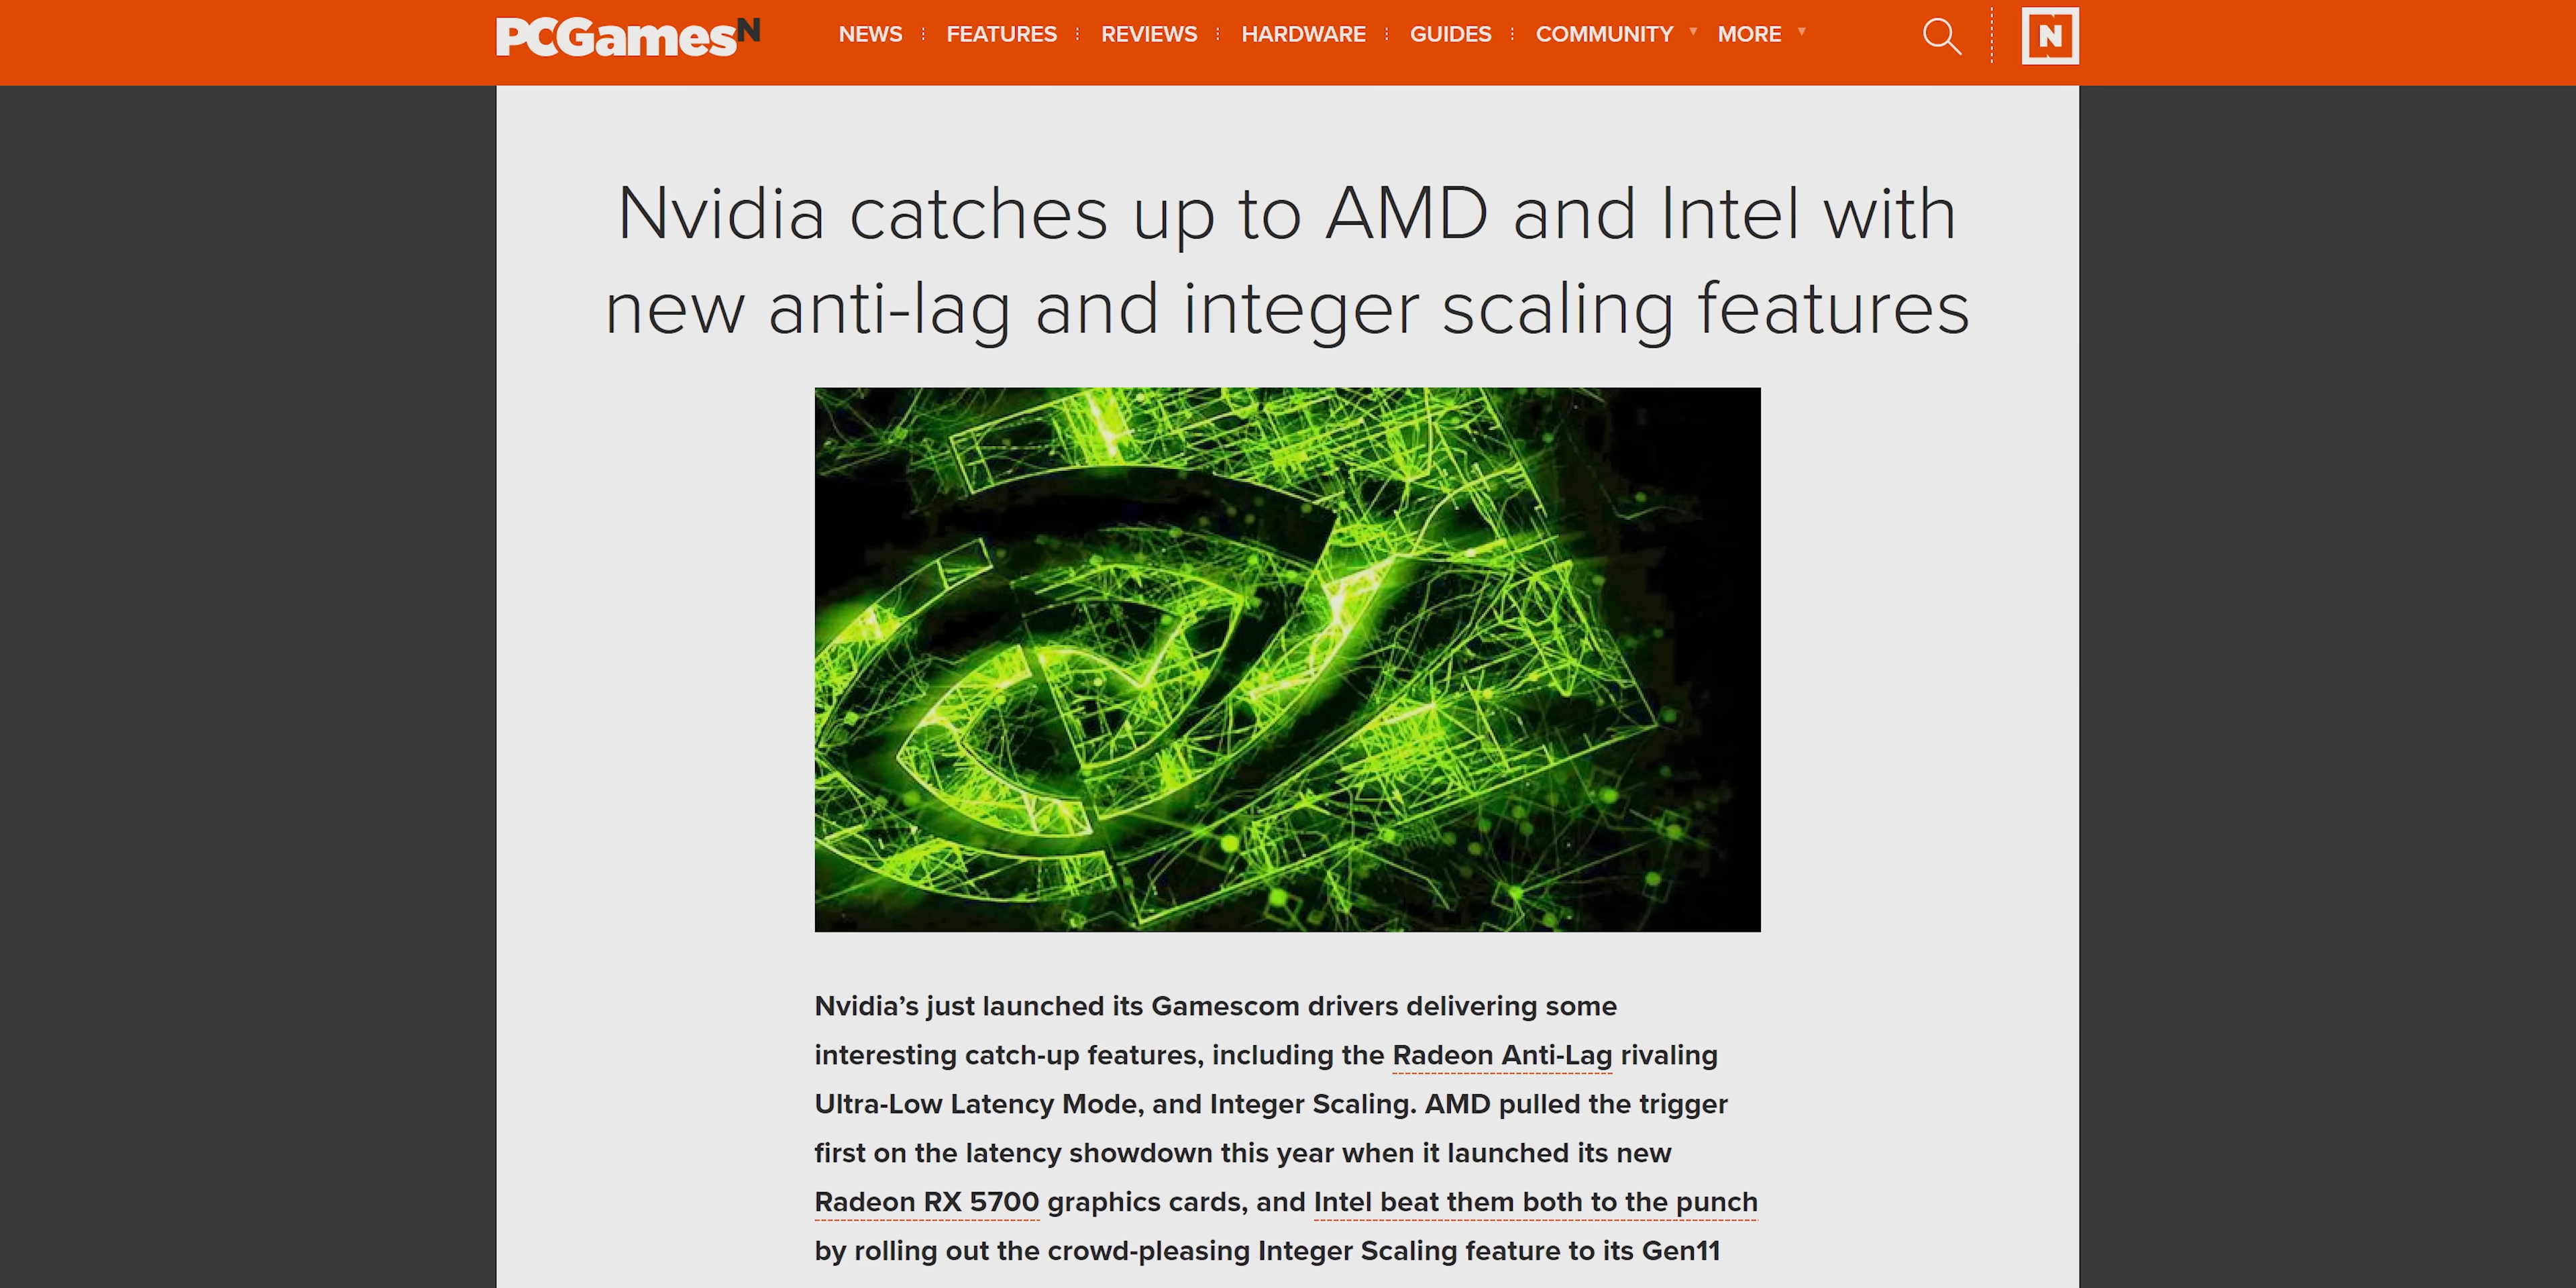 PCGamesN
NEWS FEATURES REVIEWS HARDWARE GUIDES COMMUNITY MORE
N
Nvidia catches up to AMD and Intel with
new anti-lag and integer scaling features
Nvidia’s just launched its Gamescom drivers delivering some
interesting catch-up features, including the Radeon Anti-Lag rivaling
Ultra-Low Latency Mode, and Integer Scaling. AMD pulled the trigger
first on the latency showdown this year when it launched its new
Radeon RX 5700 graphics cards, and Intel beat them both to the punch
by rolling out the crowd-pleasing Integer Scaling feature to its Gen11